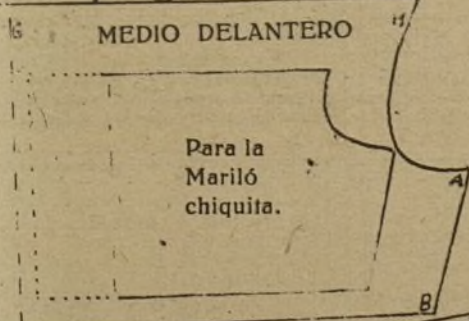 G
MEDIO DELANTERO
H
Para la
Mariló
chiquita.
A
B